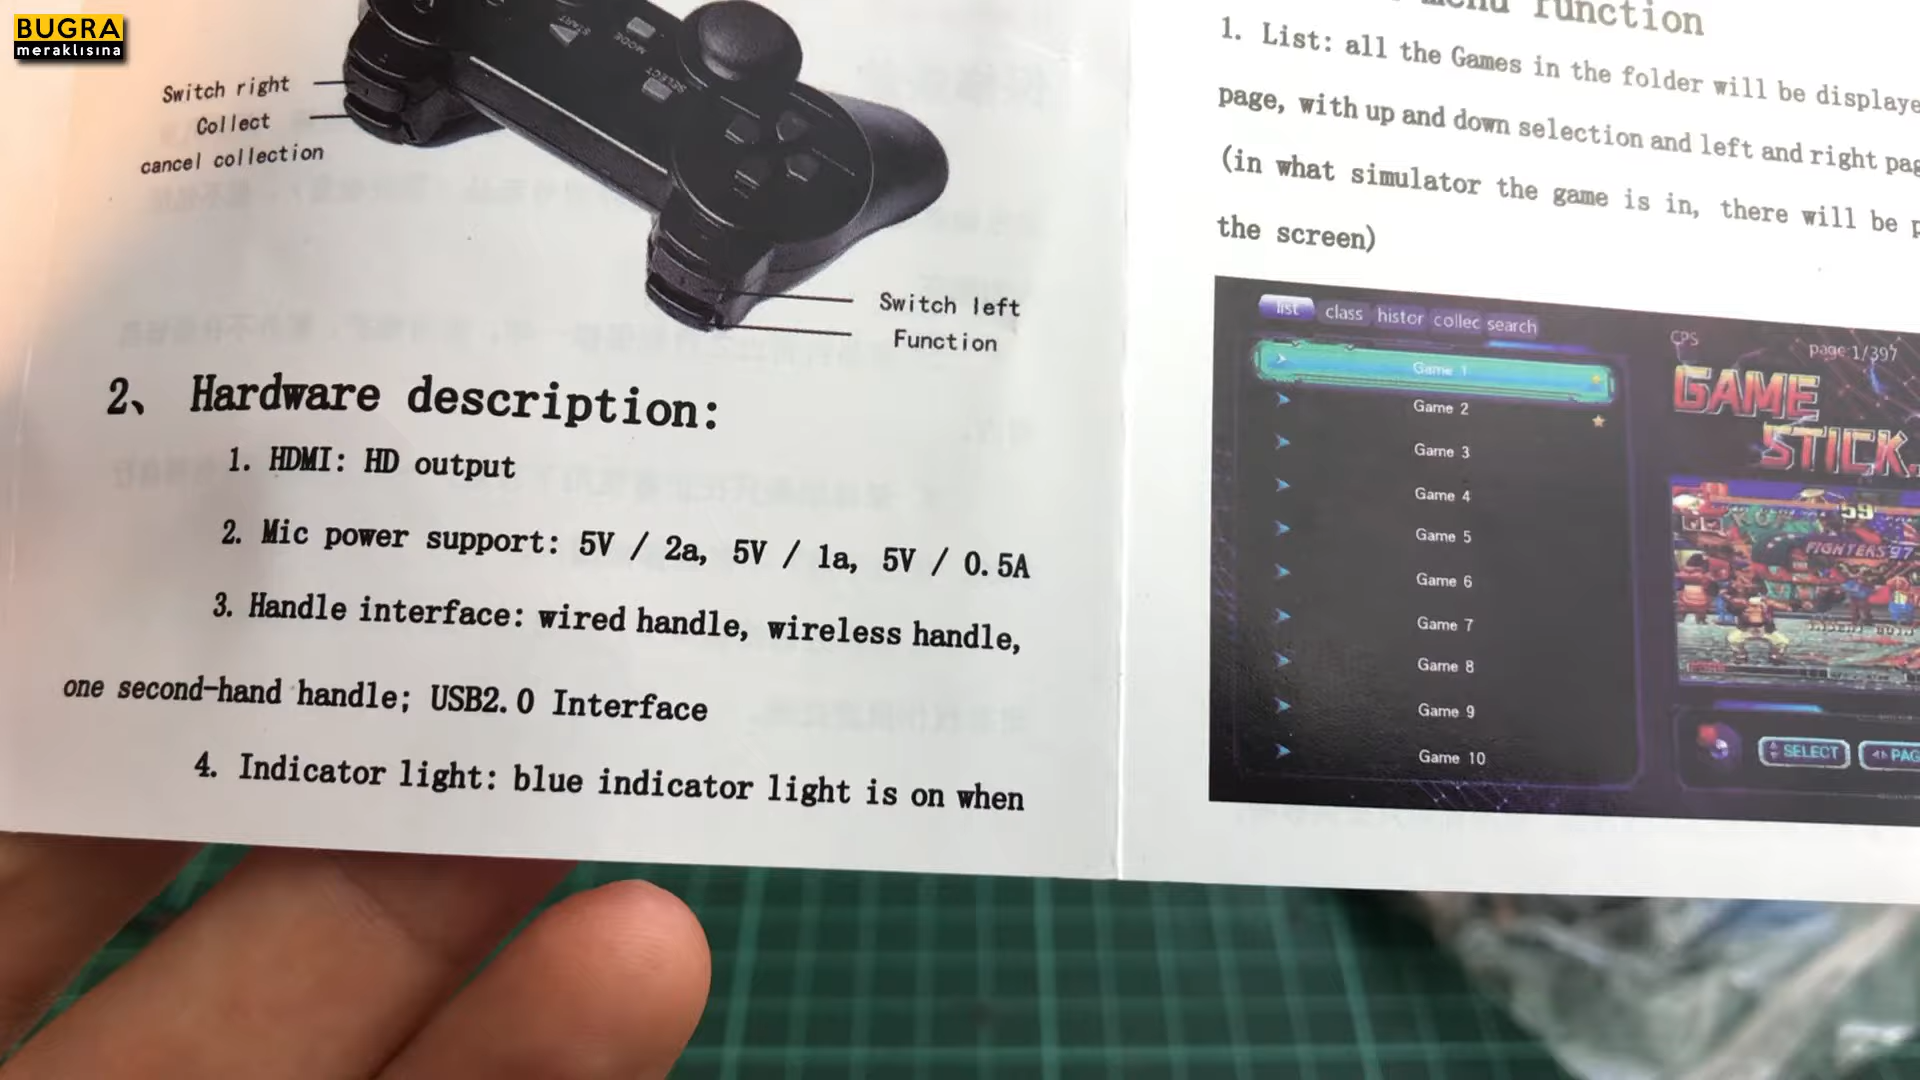 BUGRA
meraklisina
START
MODE
SELECT
Switch right
Collect
cancel collection
Switch left
Function
2、 Hardware description:
1. HDMI: HD output
2. Mic power support: 5V / 2a, 5V / 1a, 5V / 0.5A
3. Handle interface: wired handle, wireless handle,
one second-hand handle; USB2.0 Interface
4. Indicator light: blue indicator light is on when
function
1. List: all the Games in the folder will be displaye
page, with up and down selection and left and right pag
(in what simulator the game is in, there will be p
the screen)
list class histor collec search
CPS
page:1/397
GAME
STICK.
Game 1
Game 2
Game 3
Game 4
Game 5
Game 6
Game 7
Game 8
Game 9
Game 10
59
FIGHTERS'97
SELECT
PAG